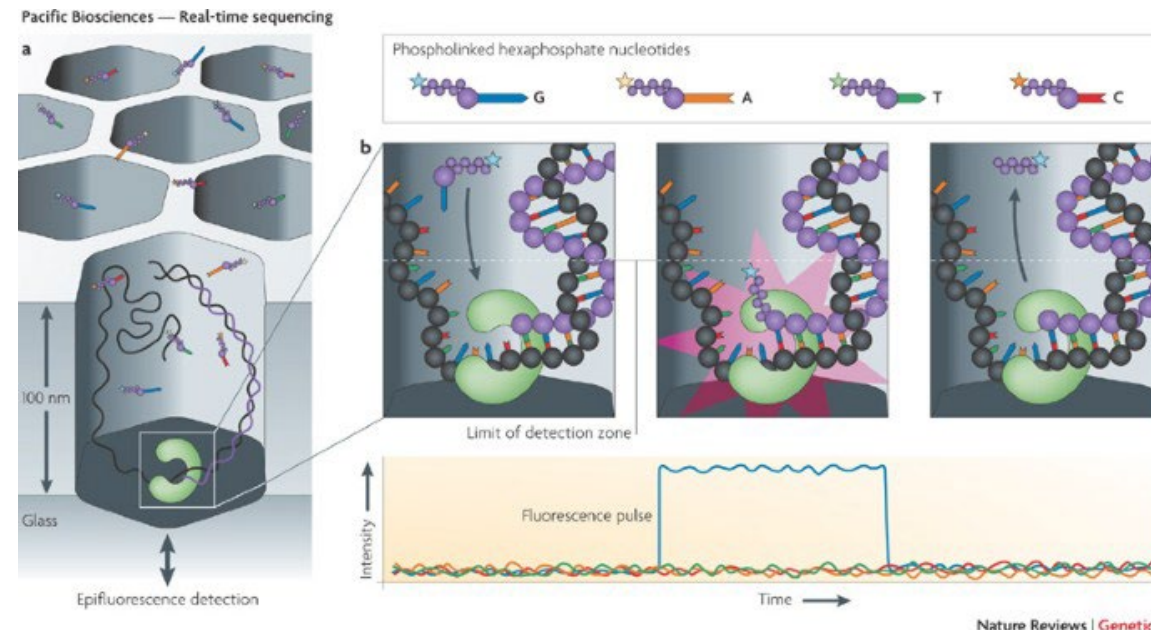 Pacific Biosciences — Real-time sequencing
a
Phospholinked hexaphosphate nucleotides
G
A
T
C
b
100 nm
Limit of detection zone
Glass
Fluorescence pulse
Intensity
Epifluorescence detection
Time
Nature Reviews | Genetic